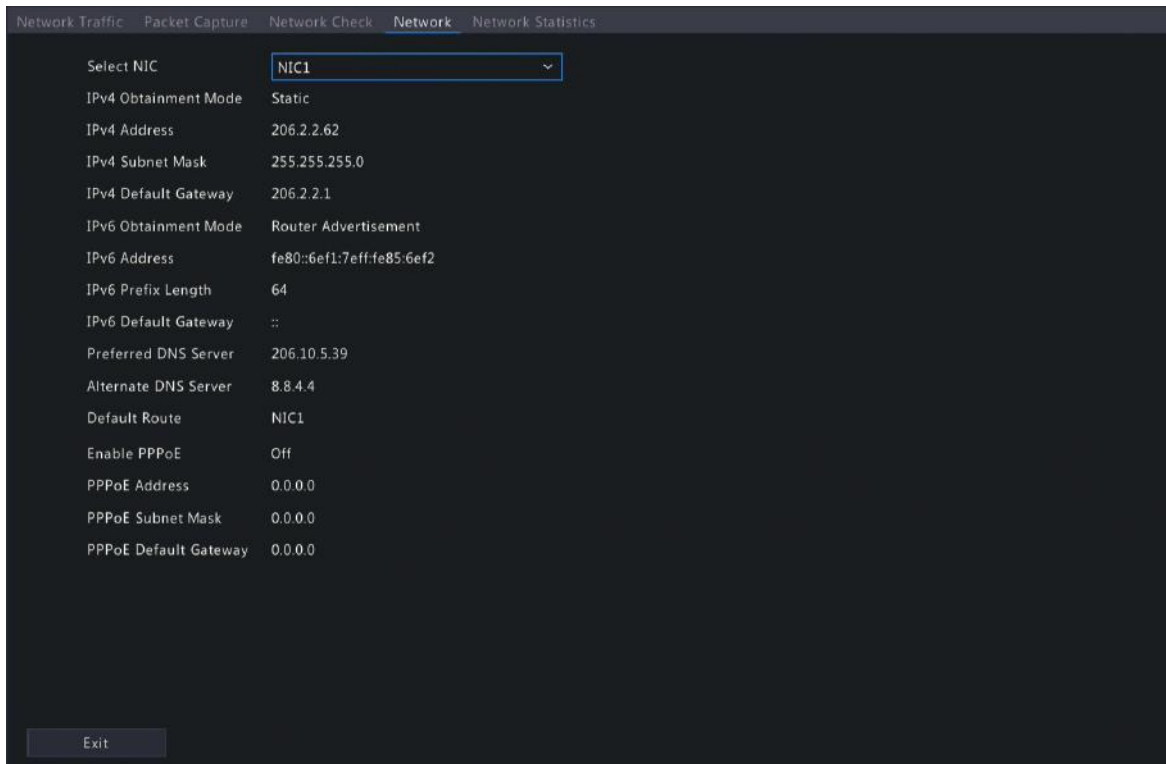 Network Traffic Packet Capture Network Check Network Network Statistics
Select NIC NIC1
IPv4 Obtainment Mode Static
IPv4 Address 206.2.2.62
IPv4 Subnet Mask 255.255.255.0
IPv4 Default Gateway 206.2.2.1
IPv6 Obtainment Mode Router Advertisement
IPv6 Address fe80::6ef1:7eff:fe85:6ef2
IPv6 Prefix Length 64
IPv6 Default Gateway ::
Preferred DNS Server 206.10.5.39
Alternate DNS Server 8.8.4.4
Default Route NIC1
Enable PPPoE Off
PPPoE Address 0.0.0.0
PPPoE Subnet Mask 0.0.0.0
PPPoE Default Gateway 0.0.0.0
Exit